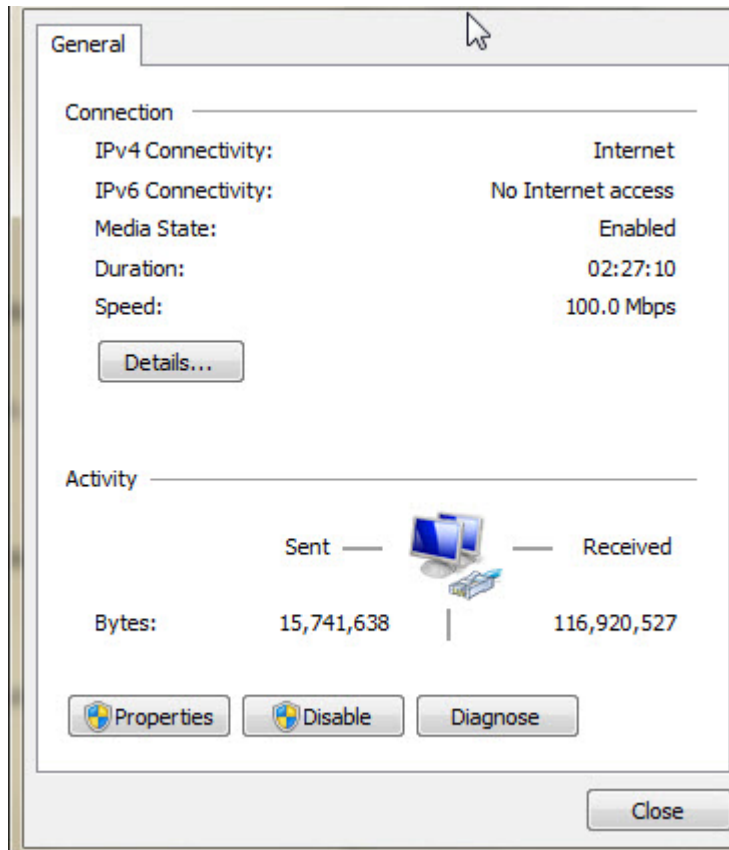 General
Connection
IPv4 Connectivity: Internet
IPv6 Connectivity: No Internet access
Media State: Enabled
Duration: 02:27:10
Speed: 100.0 Mbps
Details...
Activity
Sent Received
Bytes: 15,741,638 116,920,527
Properties Disable Diagnose
Close